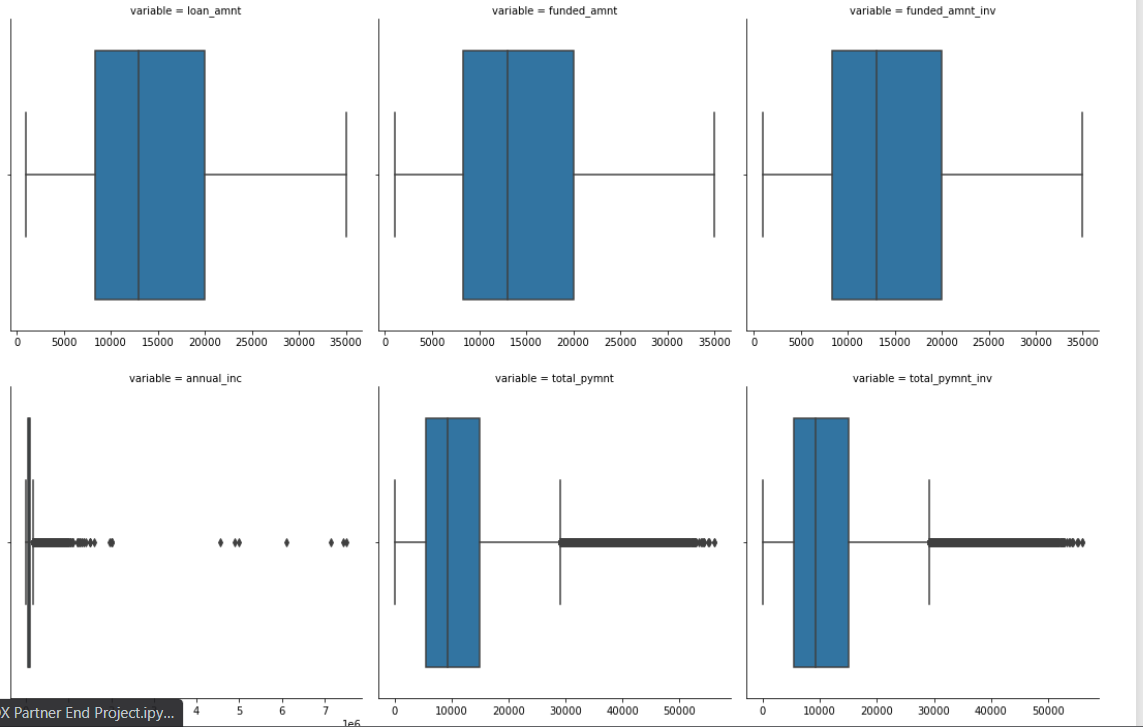 variable = loan_amnt
variable = funded_amnt
variable = funded_amnt_inv
0 5000 10000 15000 20000 25000 30000 35000
0 5000 10000 15000 20000 25000 30000 35000
0 5000 10000 15000 20000 25000 30000 35000
variable = annual_inc
variable = total_pymnt
variable = total_pymnt_inv
4 5 6 7
1e6
0 10000 20000 30000 40000 50000
0 10000 20000 30000 40000 50000
X Partner End Project.ipy...